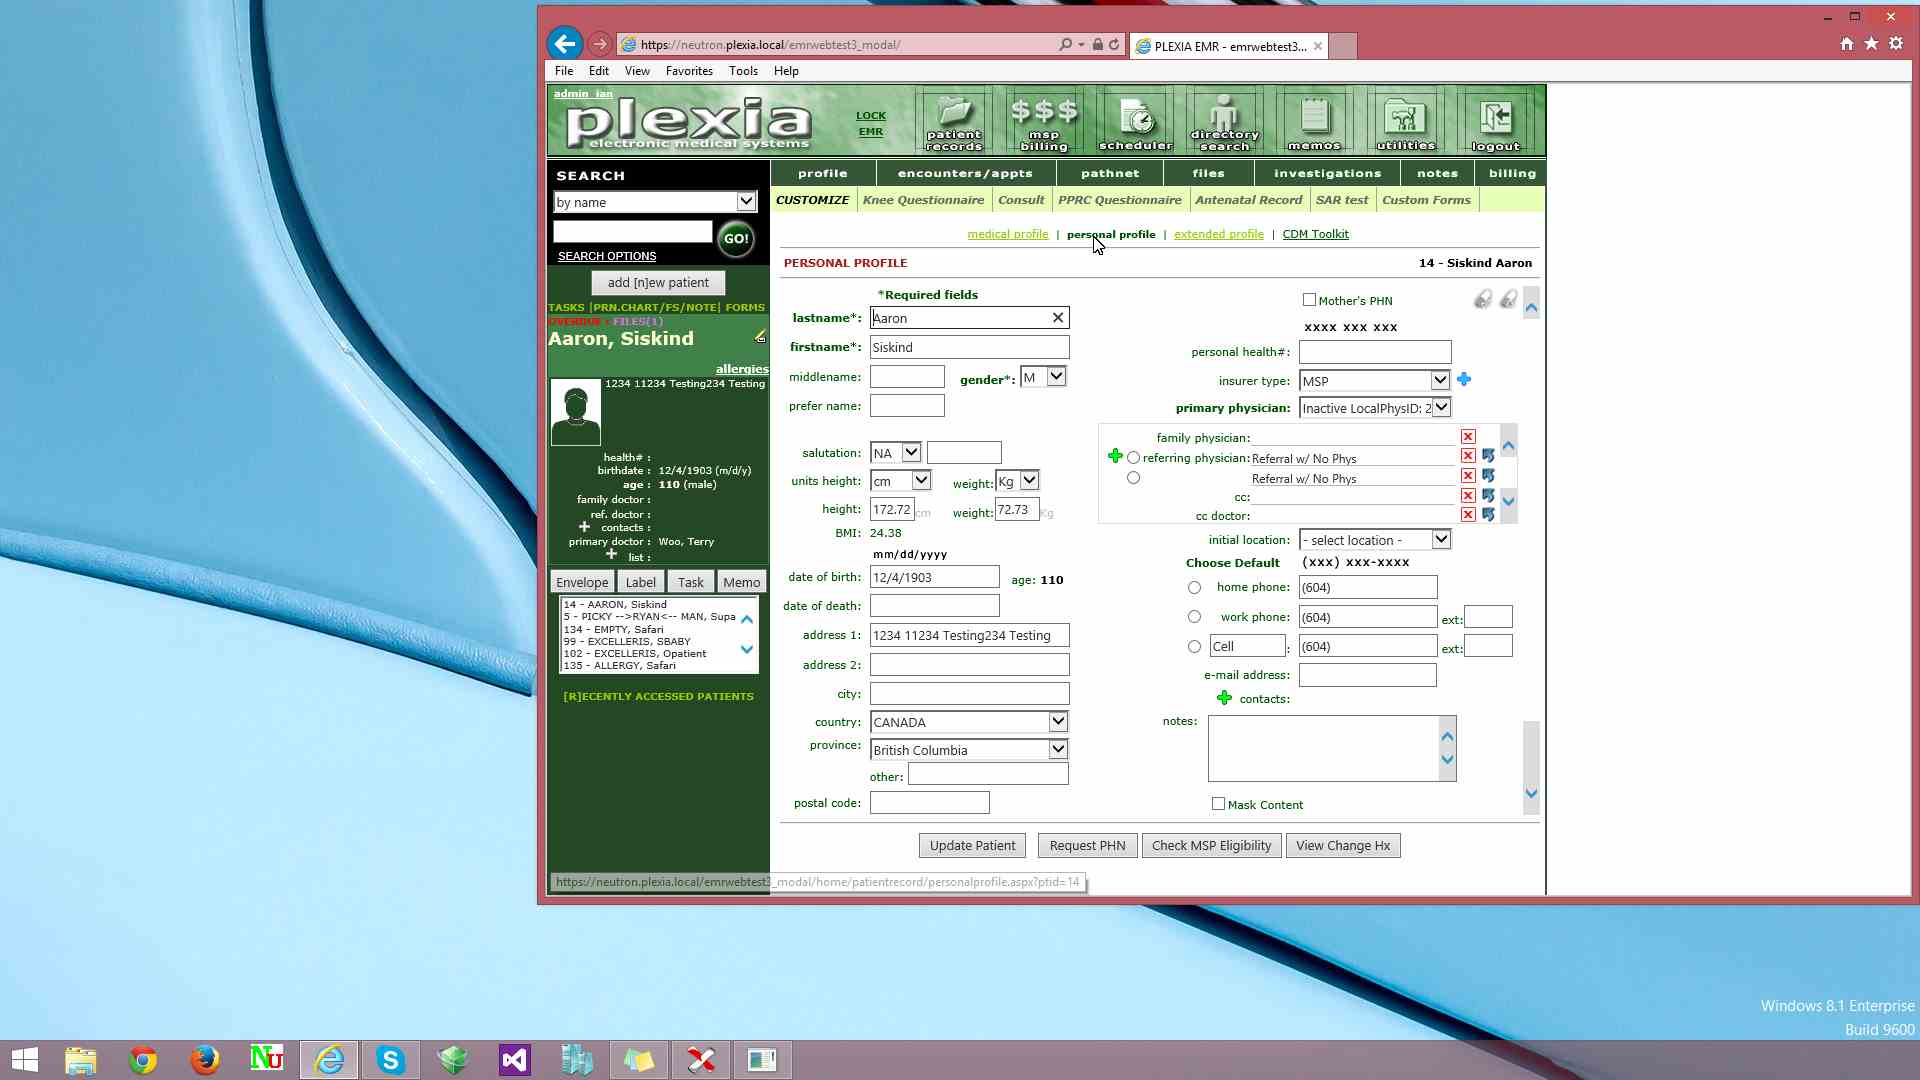 https://neutron.plexia.local/emrwebtest3_modal/
PLEXIA EMR - emrwebtest3...
File Edit View Favorites Tools Help
admin_ian
plexia
electronic medical systems
LOCK EMR
patient records
$$$ msp billing
scheduler
directory search
memos
utilities
logout
SEARCH
profile encounters/appts pathnet files investigations notes billing
by name
CUSTOMIZE Knee Questionnaire Consult PPRC Questionnaire Antenatal Record SAR test Custom Forms
GO!
SEARCH OPTIONS
medical profile | personal profile | extended profile | CDM Toolkit
add [n]ew patient
PERSONAL PROFILE
14 - Siskind Aaron
TASKS |PRN.CHART/FS/NOTE| FORMS
OVERDUE : FILES(1)
Aaron, Siskind
allergies
1234 11234 Testing234 Testing
health# :
birthdate : 12/4/1903 (m/d/y)
age : 110 (male)
family doctor :
ref. doctor :
contacts :
primary doctor : Woo, Terry
list :
Envelope Label Task Memo
14 - AARON, Siskind
5 - PICKY -->RYAN<-- MAN, Supa
134 - EMPTY, Safari
99 - EXCELLERIS, SBABY
102 - EXCELLERIS, Opatient
135 - ALLERGY, Safari
[R]ECENTLY ACCESSED PATIENTS
*Required fields
lastname*: Aaron
firstname*: Siskind
middlename: gender*: M
prefer name:
salutation: NA
units height: cm weight: Kg
height: 172.72 cm weight: 72.73 Kg
BMI: 24.38
mm/dd/yyyy
date of birth: 12/4/1903 age: 110
date of death:
address 1: 1234 11234 Testing234 Testing
address 2:
city:
country: CANADA
province: British Columbia
other:
postal code:
Mother's PHN
xxxx xxx xxx
personal health#:
insurer type: MSP
primary physician: Inactive LocalPhysID: 2
family physician:
referring physician: Referral w/ No Phys
Referral w/ No Phys
cc:
cc doctor:
initial location: - select location -
Choose Default (xxx) xxx-xxxx
home phone: (604)
work phone: (604) ext:
Cell : (604) ext:
e-mail address:
contacts:
notes:
Mask Content
Update Patient Request PHN Check MSP Eligibility View Change Hx
https://neutron.plexia.local/emrwebtest3_modal/home/patientrecord/personalprofile.aspx?ptid=14
Windows 8.1 Enterprise
Build 9600
Nu